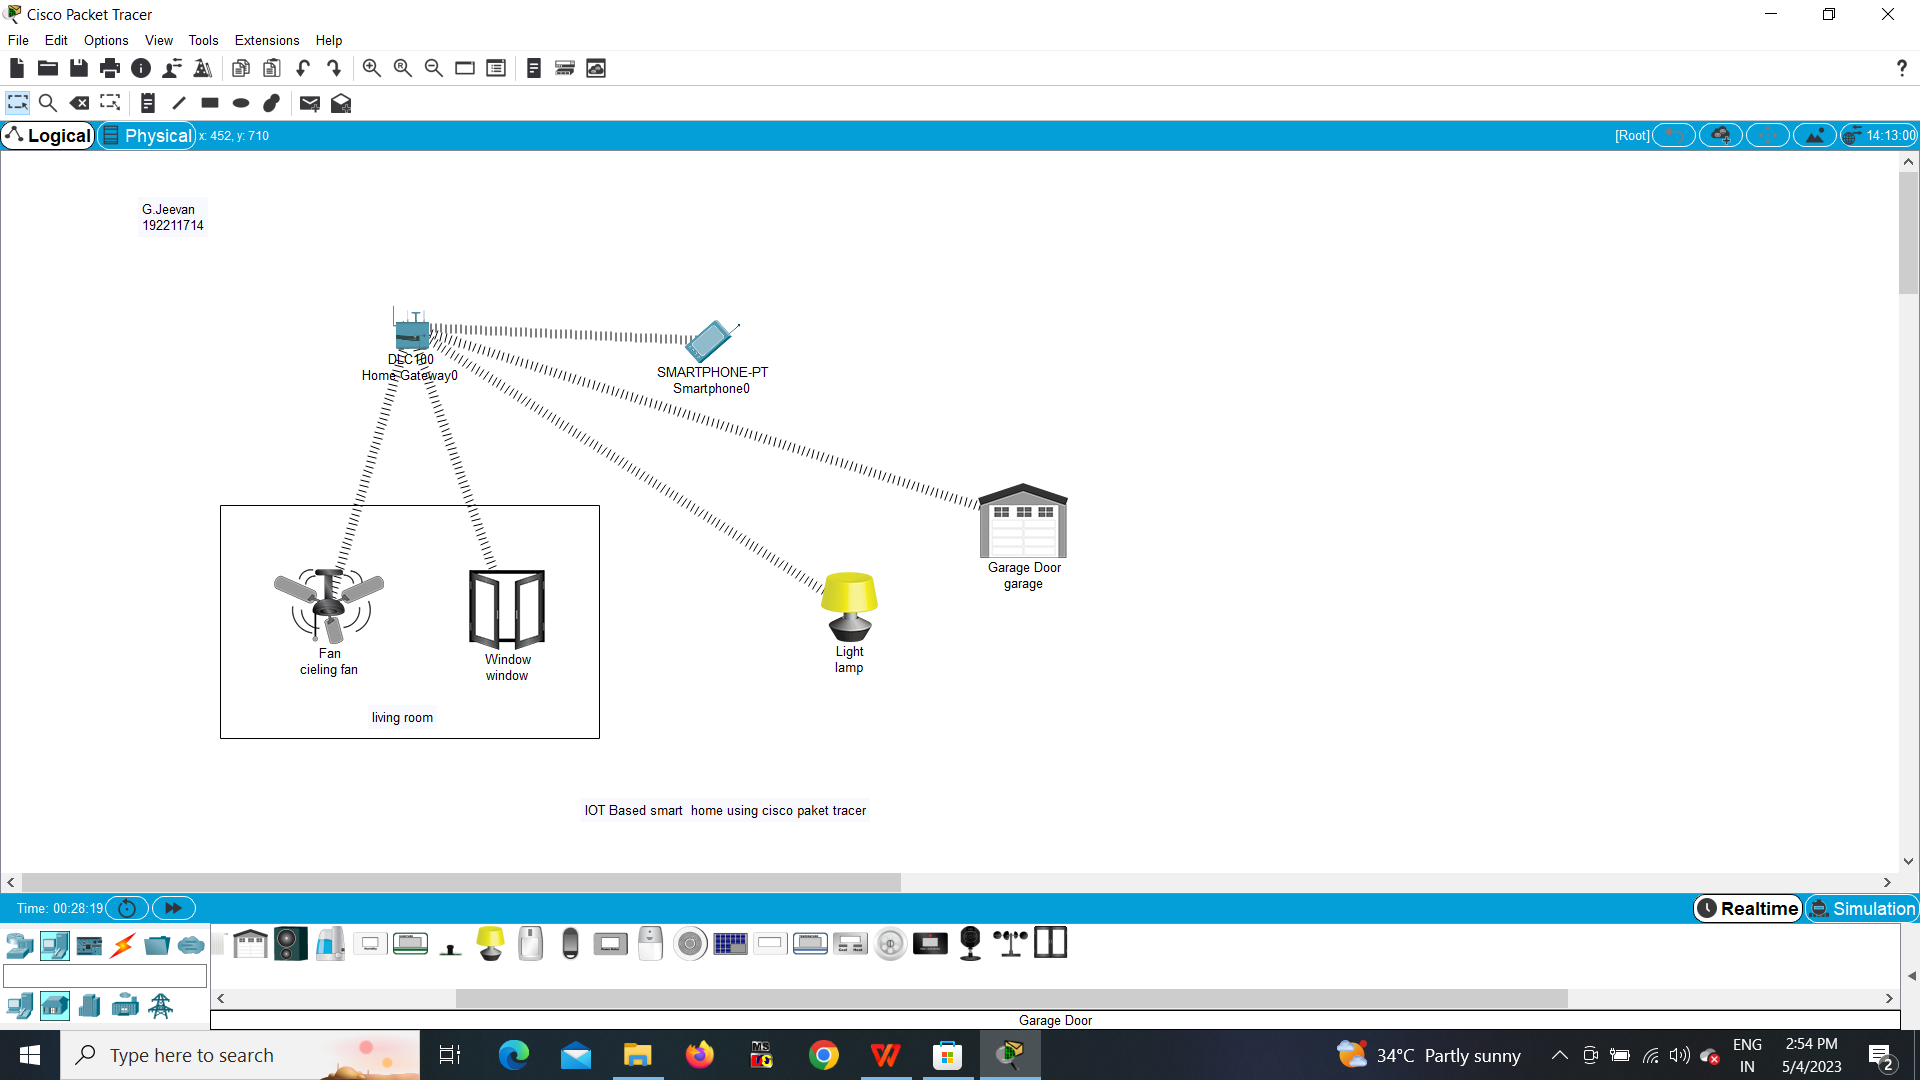 Cisco Packet Tracer
File Edit Options View Tools Extensions Help
?
Logical Physical x: 452, y: 710 [Root] 14:13:00
G.Jeevan
192211714
DLC100
Home Gateway0
SMARTPHONE-PT
Smartphone0
Garage Door
garage
Light
lamp
Fan
cieling fan
Window
window
living room
IOT Based smart  home using cisco paket tracer
Time: 00:28:19 Realtime Simulation
Garage Door
Type here to search
34°C Partly sunny
ENG
IN
2:54 PM
5/4/2023
2